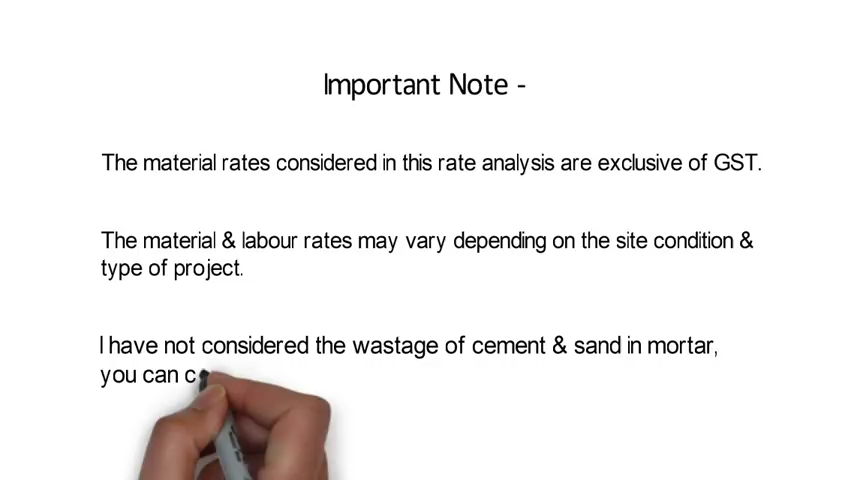 Important Note -
The material rates considered in this rate analysis are exclusive of GST.
The material & labour rates may vary depending on the site condition &
type of project.
I have not considered the wastage of cement & sand in mortar,
you can c